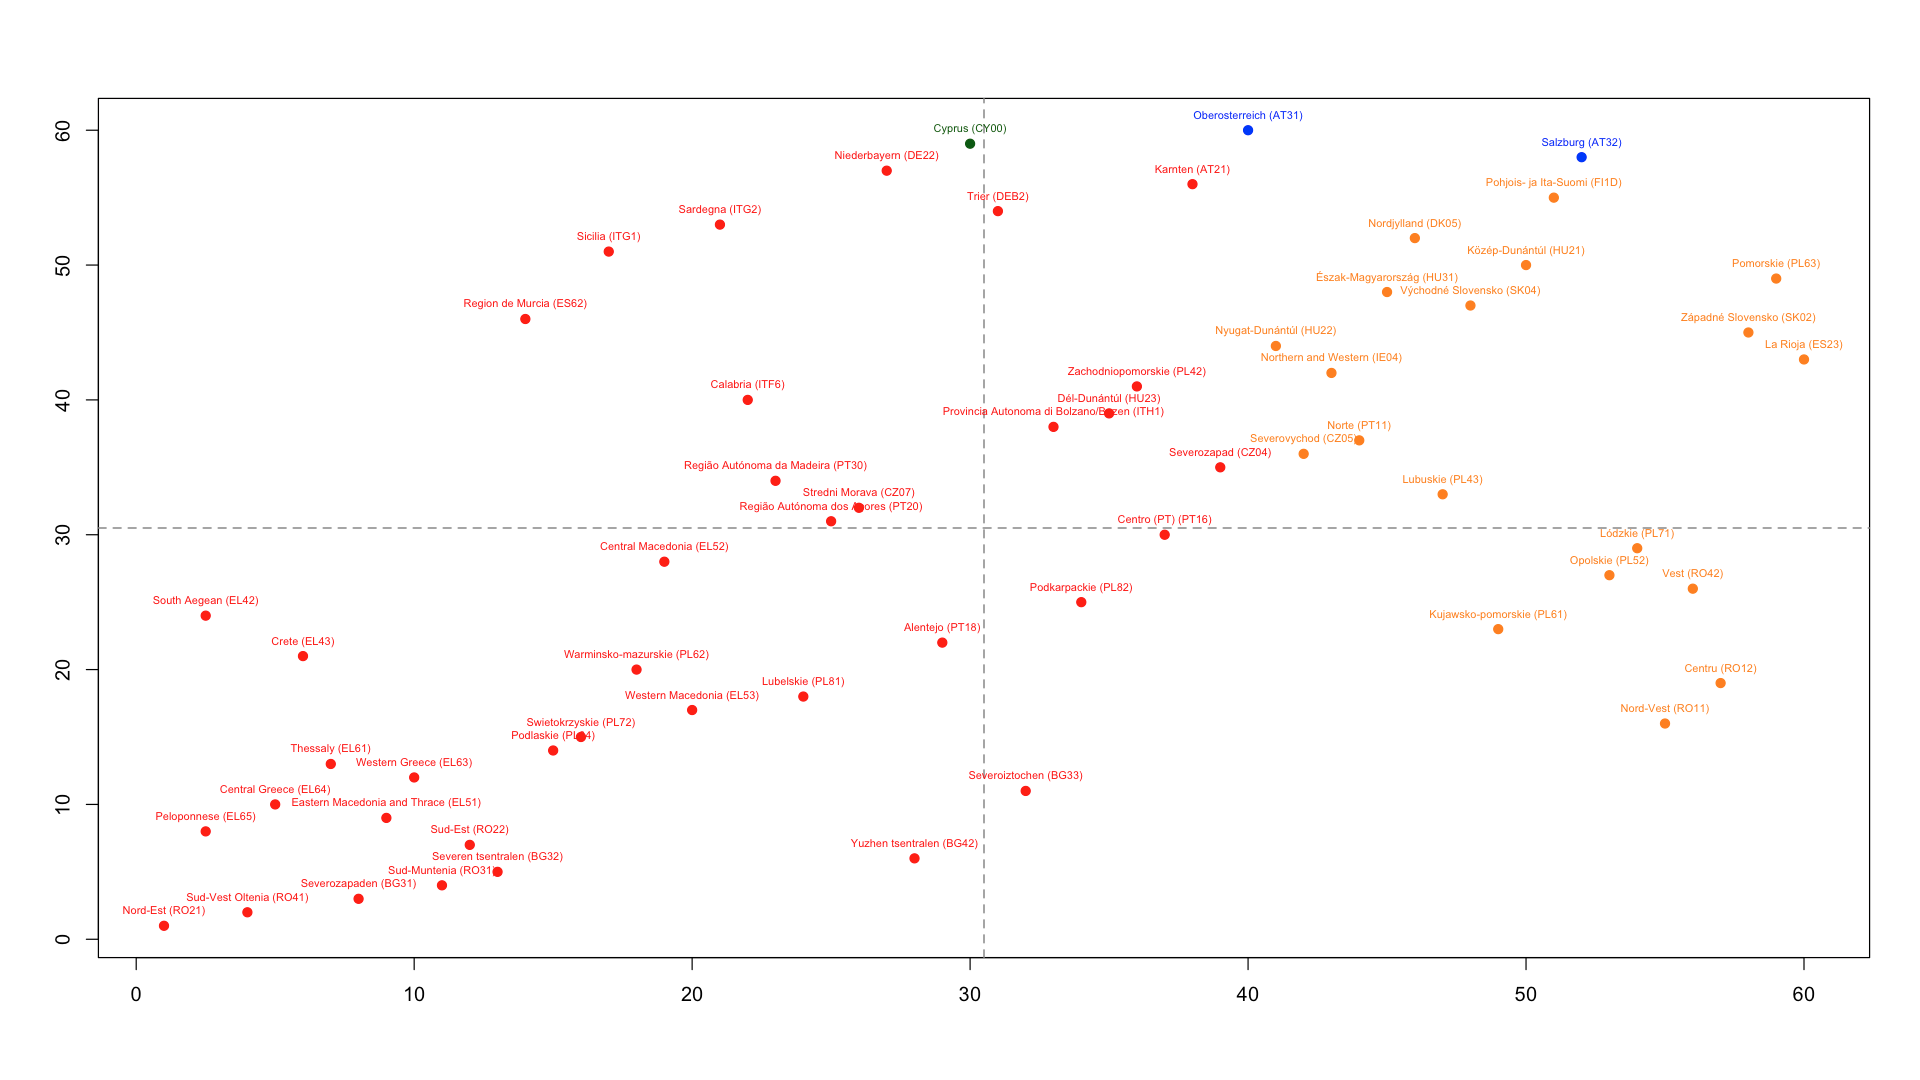 Oberosterreich (AT31)
Cyprus (CY00)
Salzburg (AT32)
Niederbayern (DE22)
Karnten (AT21)
Pohjois- ja Ita-Suomi (FI1D)
Trier (DEB2)
Sardegna (ITG2)
Nordjylland (DK05)
Sicilia (ITG1)
Közép-Dunántúl (HU21)
Pomorskie (PL63)
Észak-Magyarország (HU31)
Východné Slovensko (SK04)
Region de Murcia (ES62)
Západné Slovensko (SK02)
Nyugat-Dunántúl (HU22)
La Rioja (ES23)
Northern and Western (IE04)
Zachodniopomorskie (PL42)
Calabria (ITF6)
Dél-Dunántúl (HU23)
Provincia Autonoma di Bolzano/Bozen (ITH1)
Norte (PT11)
Severovychod (CZ05)
Severozapad (CZ04)
Região Autónoma da Madeira (PT30)
Lubuskie (PL43)
Stredni Morava (CZ07)
Região Autónoma dos Açores (PT20)
Centro (PT) (PT16)
Lódzkie (PL71)
Central Macedonia (EL52)
Opolskie (PL52)
Vest (RO42)
Podkarpackie (PL82)
South Aegean (EL42)
Kujawsko-pomorskie (PL61)
Alentejo (PT18)
Crete (EL43)
Warminsko-mazurskie (PL62)
Centru (RO12)
Lubelskie (PL81)
Western Macedonia (EL53)
Nord-Vest (RO11)
Swietokrzyskie (PL72)
Podlaskie (PL84)
Thessaly (EL61)
Western Greece (EL63)
Severoiztochen (BG33)
Central Greece (EL64)
Eastern Macedonia and Thrace (EL51)
Peloponnese (EL65)
Sud-Est (RO22)
Yuzhen tsentralen (BG42)
Severen tsentralen (BG32)
Sud-Muntenia (RO31)
Severozapaden (BG31)
Sud-Vest Oltenia (RO41)
Nord-Est (RO21)
60
50
40
30
20
10
0
0 10 20 30 40 50 60